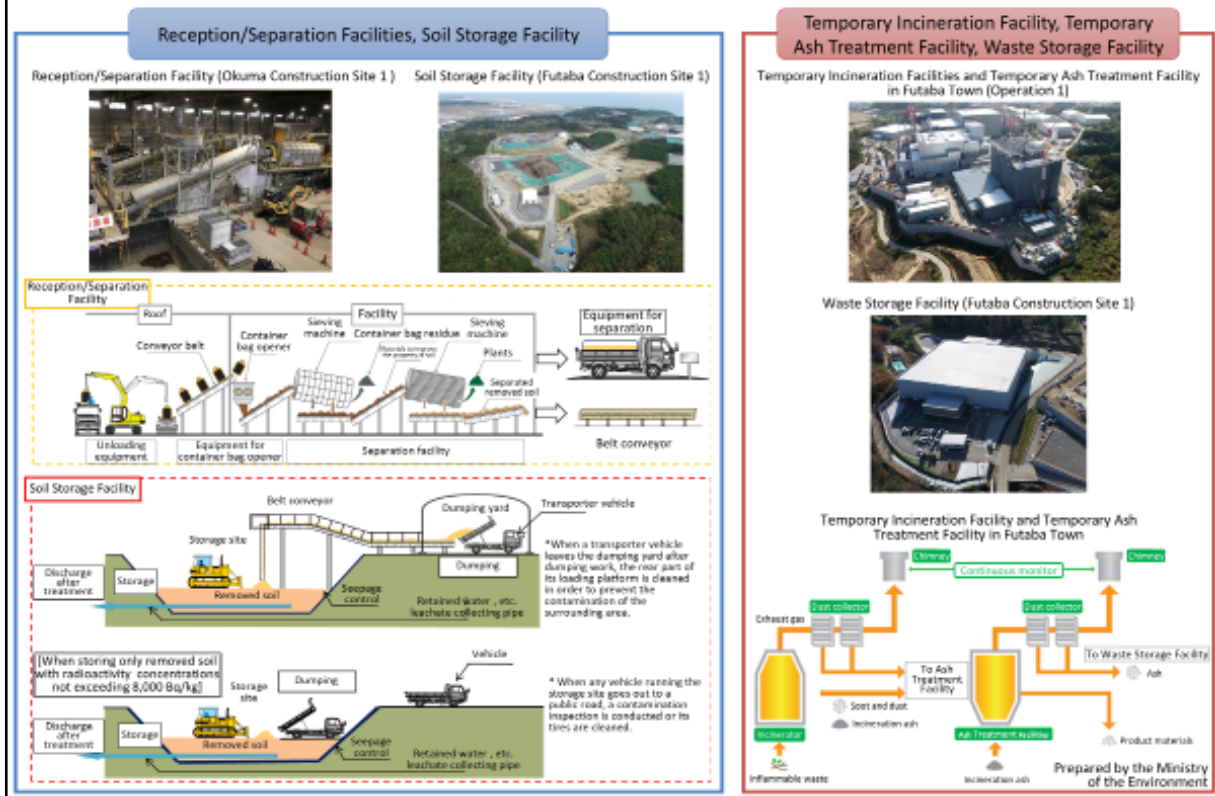 Reception/Separation Facilities, Soil Storage Facility
Reception/Separation Facility (Okuma Construction Site 1 )
Soil Storage Facility (Futaba Construction Site 1)
Reception/Separation
Facility
Roof
Facility
Conveyor belt
Container
bag opener
Sieving
machine
Container bag residue
Materials to improve
the property of soil
Sieving
machine
Plants
Separated
removed soil
Equipment for
separation
Belt conveyor
Unloading
equipment
Equipment for
container bag opener
Separation facility
Soil Storage Facility
Belt conveyor
Dumping yard
Transporter vehicle
Storage site
Dumping
Discharge
after
treatment
Storage
Removed soil
Seepage
control
Retained water , etc.
leachate collecting pipe
*When a transporter vehicle
leaves the dumping yard after
dumping work, the rear part of
its loading platform is cleaned
in order to prevent the
contamination of the
surrounding area.
[When storing only removed soil
with radioactivity concentrations
not exceeding 8,000 Bq/kg]
Storage
site
Dumping
Vehicle
Discharge
after
treatment
Storage
Removed soil
Seepage
control
Retained water , etc.
leachate collecting pipe
* When any vehicle running the
storage site goes out to a
public road, a contamination
inspection is conducted or its
tires are cleaned.
Temporary Incineration Facility, Temporary
Ash Treatment Facility, Waste Storage Facility
Temporary Incineration Facilities and Temporary Ash Treatment Facility
in Futaba Town (Operation 1)
Waste Storage Facility (Futaba Construction Site 1)
Temporary Incineration Facility and Temporary Ash
Treatment Facility in Futaba Town
Chimney
Continuous monitor
Chimney
Dust collector
Dust collector
Exhaust gas
To Ash
Treatment
Facility
To Waste Storage Facility
Ash
Soot and dust
Incineration ash
Incinerator
Ash Treatment Facilities
Product materials
Inflammable waste
Incineration ash
Prepared by the Ministry
of the Environment